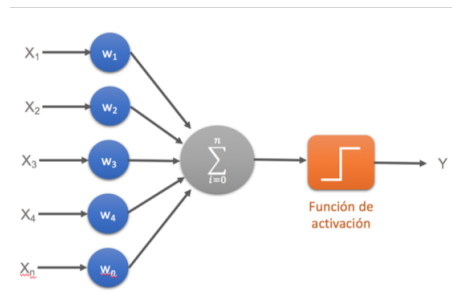 X1
w1
X2
w2
X3
w3
X4
w4
Xn
wn
n
∑
i=0
Función de
activación
Y